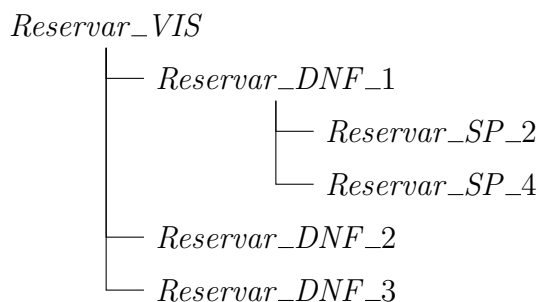 Reservar_VIS
Reservar_DNF_1
Reservar_SP_2
Reservar_SP_4
Reservar_DNF_2
Reservar_DNF_3